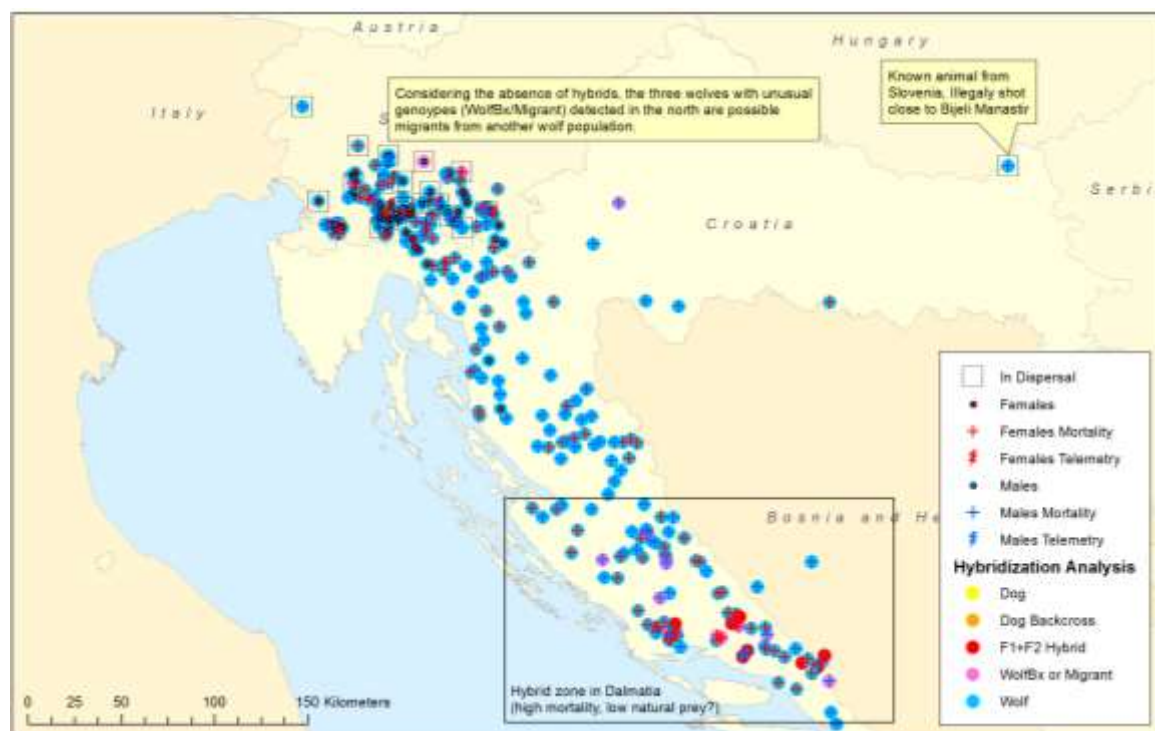 Austria
Hungary
Italy
Considering the absence of hybrids, the three wolves with unusual
genoypes (WolfBx/Migrant) detected in the north are possible
migrants from another wolf population.
Known animal from
Slovenia, Illegaly shot
close to Bijeli Manastir
S
Serbi
Croatia
Bosnia and He
In Dispersal
Females
Females Mortality
Females Telemetry
Males
Males Mortality
Males Telemetry
Hybridization Analysis
Dog
Dog Backcross
F1+F2 Hybrid
WolfBx or Migrant
Wolf
Hybrid zone in Dalmatia
(high mortality, low natural prey?)
0 25 50 100 150 Kilometers